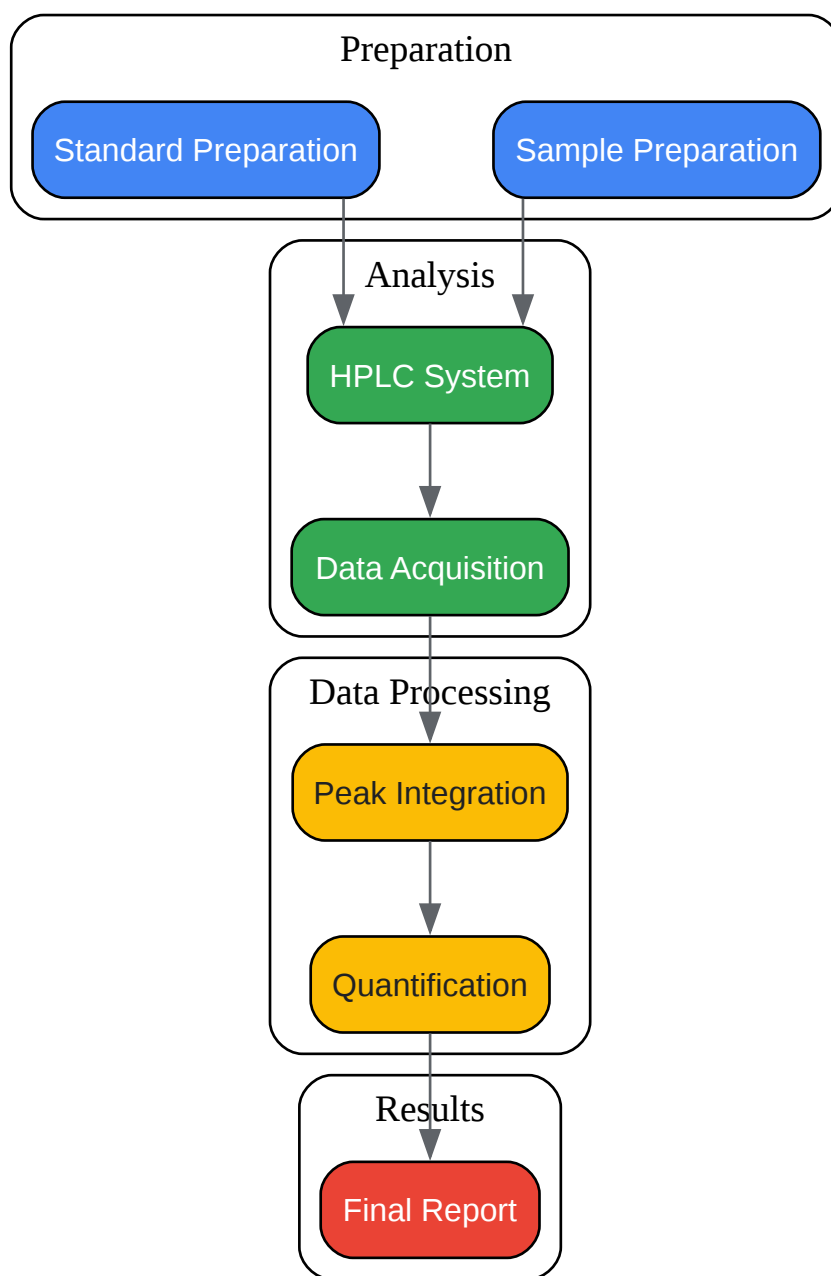 Preparation
Standard Preparation
Sample Preparation
Analysis
HPLC System
Data Acquisition
Data Processing
Peak Integration
Quantification
Results
Final Report